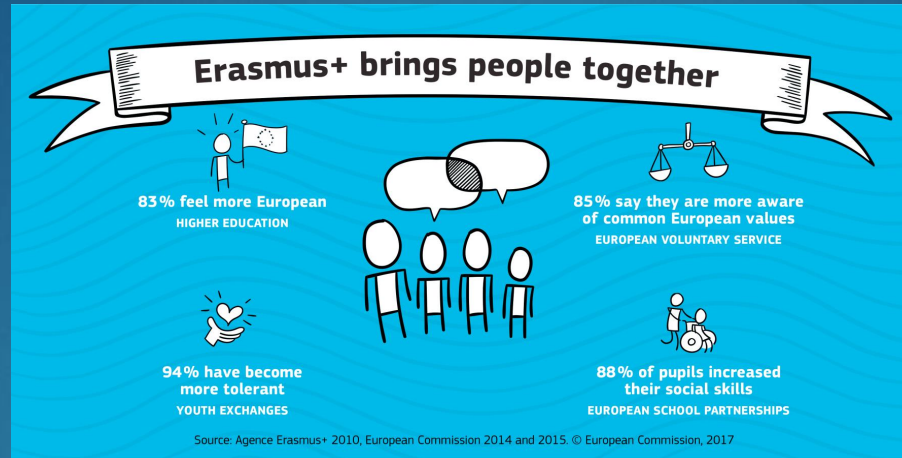 Erasmus+ brings people together
83% feel more European
HIGHER EDUCATION
85% say they are more aware
of common European values
EUROPEAN VOLUNTARY SERVICE
94% have become
more tolerant
YOUTH EXCHANGES
88% of pupils increased
their social skills
EUROPEAN SCHOOL PARTNERSHIPS
Source: Agence Erasmus+ 2010, European Commission 2014 and 2015. © European Commission, 2017